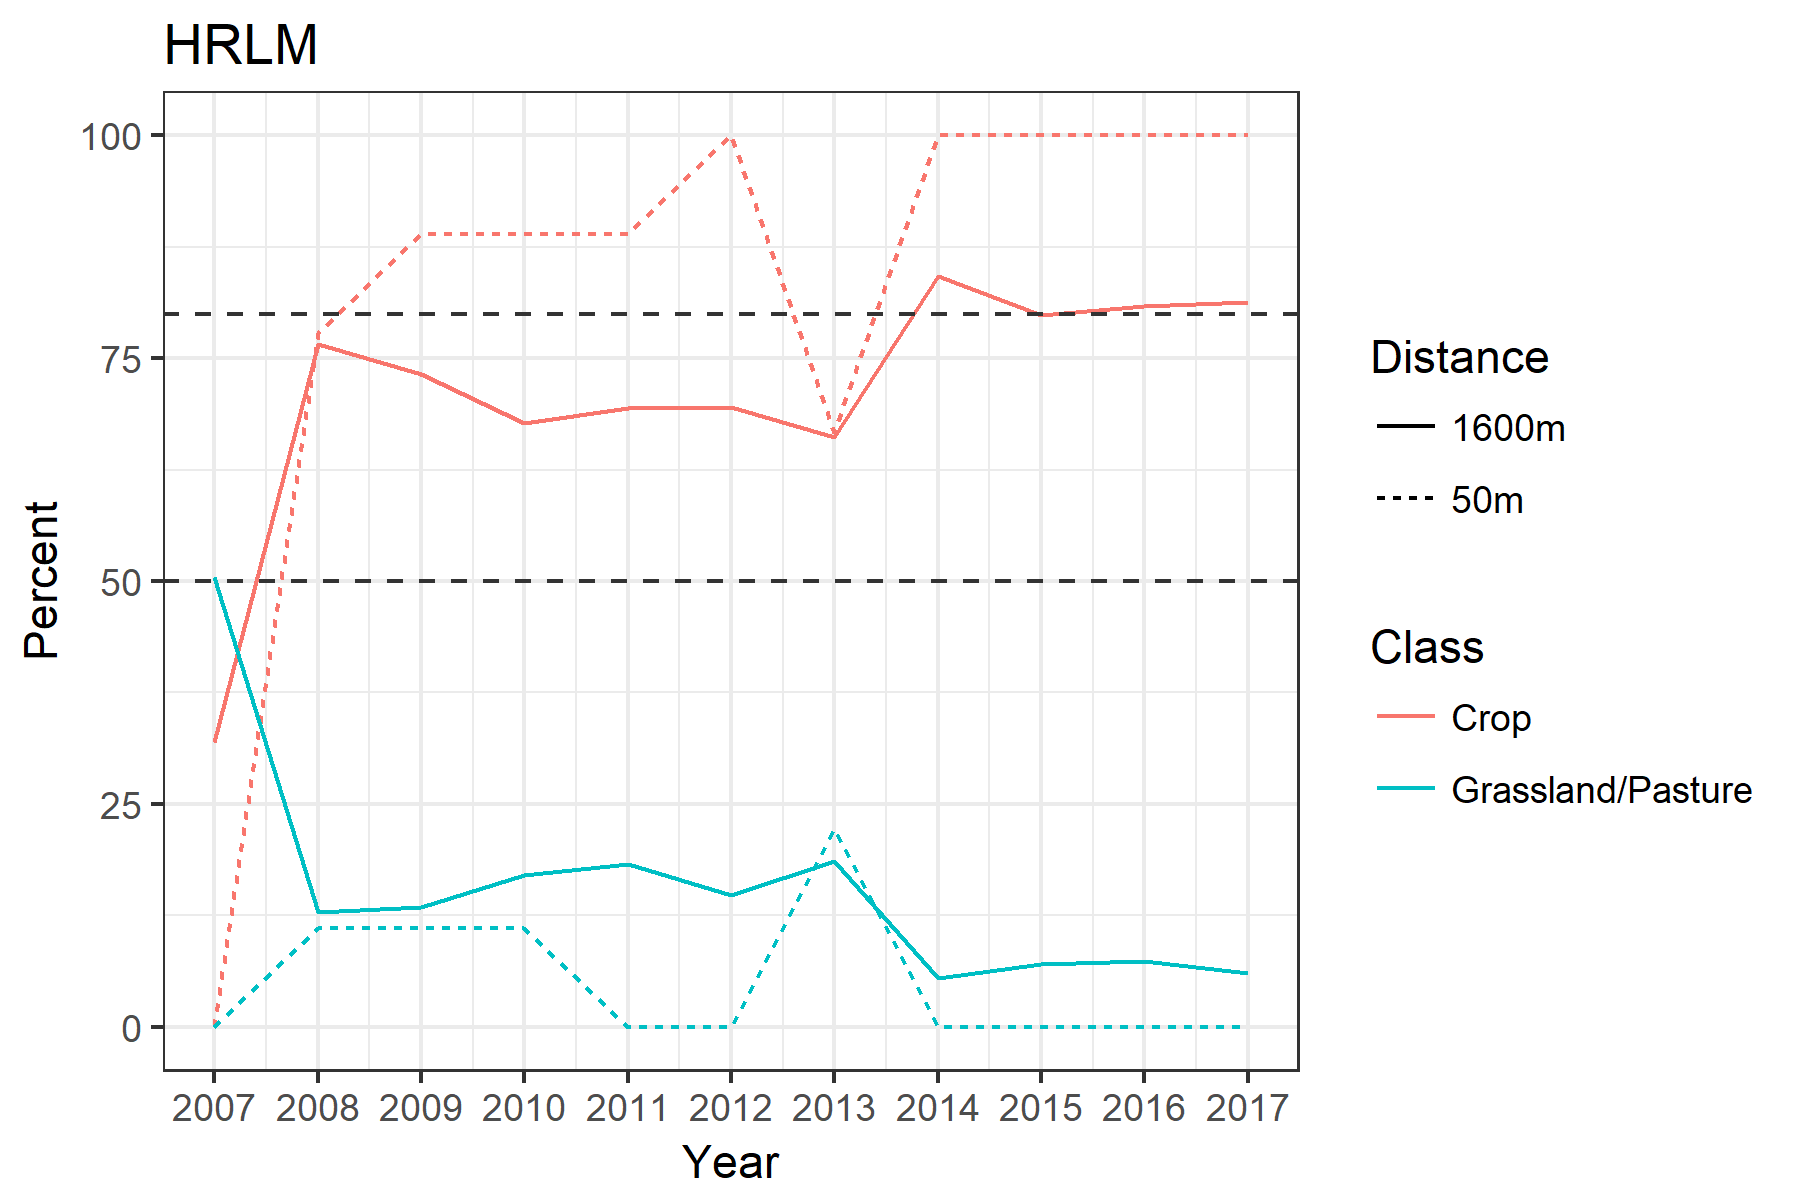 HRLM
100
75
50
25
0
Percent
2007 2008 2009 2010 2011 2012 2013 2014 2015 2016 2017
Year
Distance
1600m
50m
Class
Crop
Grassland/Pasture